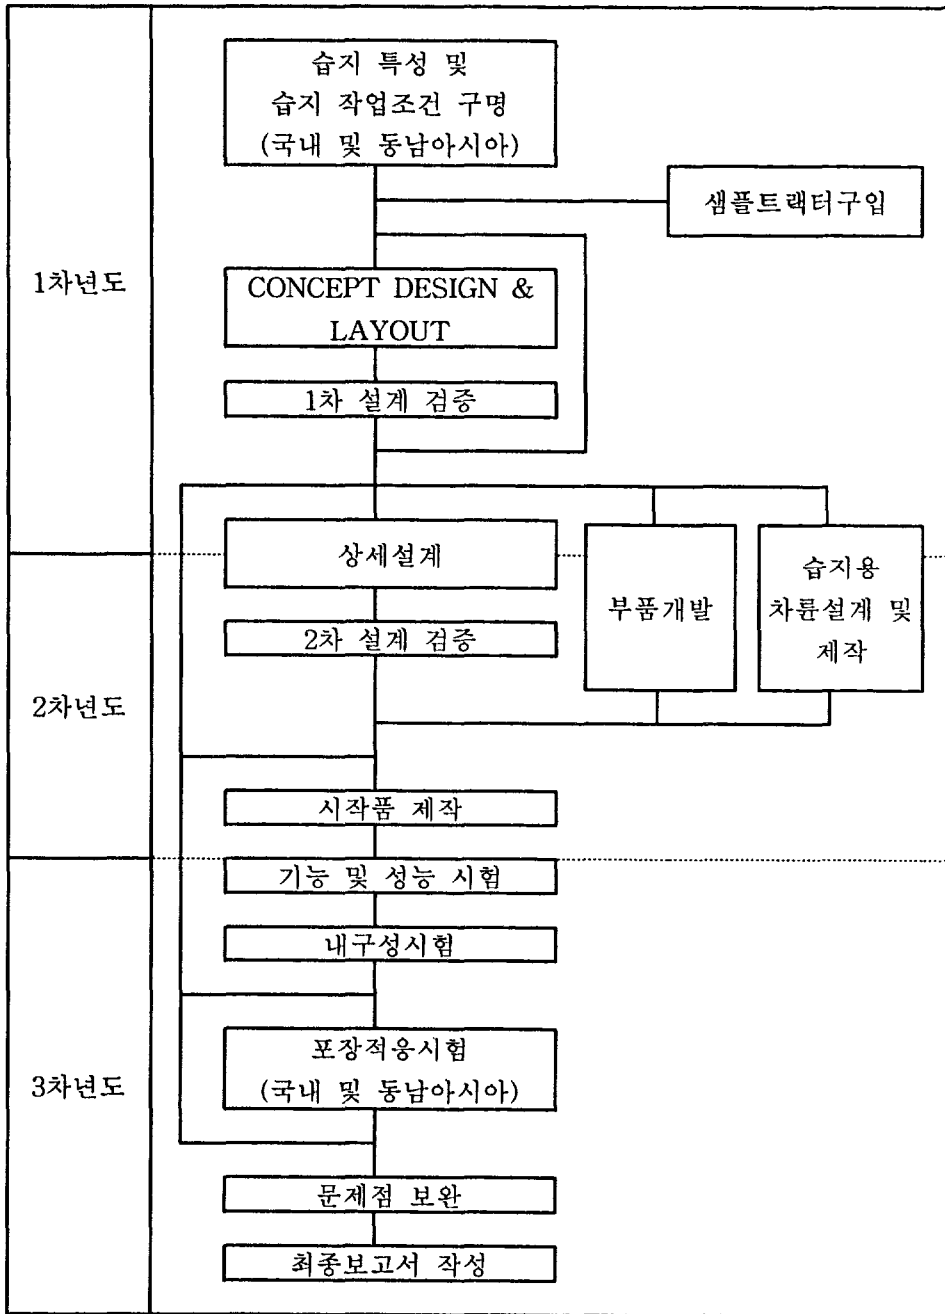 습지 특성 및
습지 작업조건 구명
(국내 및 동남아시아)
샘플트랙터구입
1차년도
CONCEPT DESIGN &
LAYOUT
1차 설계 검증
상세설계
부품개발
습지용
차륜설계 및
제작
2차 설계 검증
2차년도
시작품 제작
기능 및 성능 시험
내구성시험
포장적응시험
(국내 및 동남아시아)
3차년도
문제점 보완
최종보고서 작성